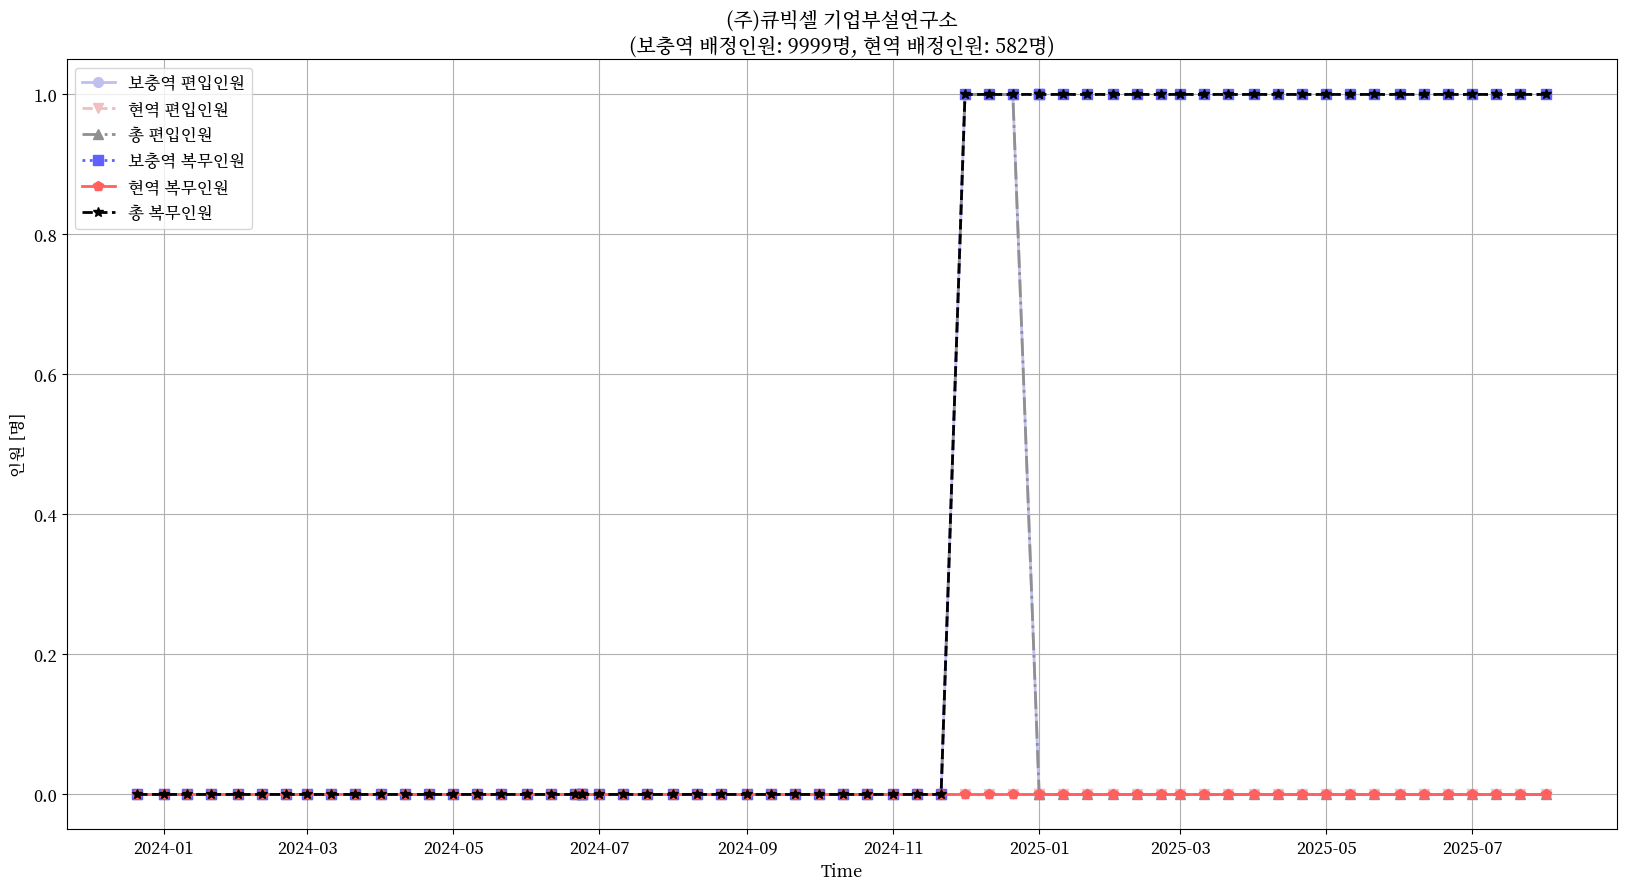 (주)큐빅셀 기업부설연구소
(보충역 배정인원: 9999명, 현역 배정인원: 582명)
보충역 편입인원
현역 편입인원
총 편입인원
보충역 복무인원
현역 복무인원
총 복무인원
인원 [명]
1.0
0.8
0.6
0.4
0.2
0.0
2024-01 2024-03 2024-05 2024-07 2024-09 2024-11 2025-01 2025-03 2025-05 2025-07
Time